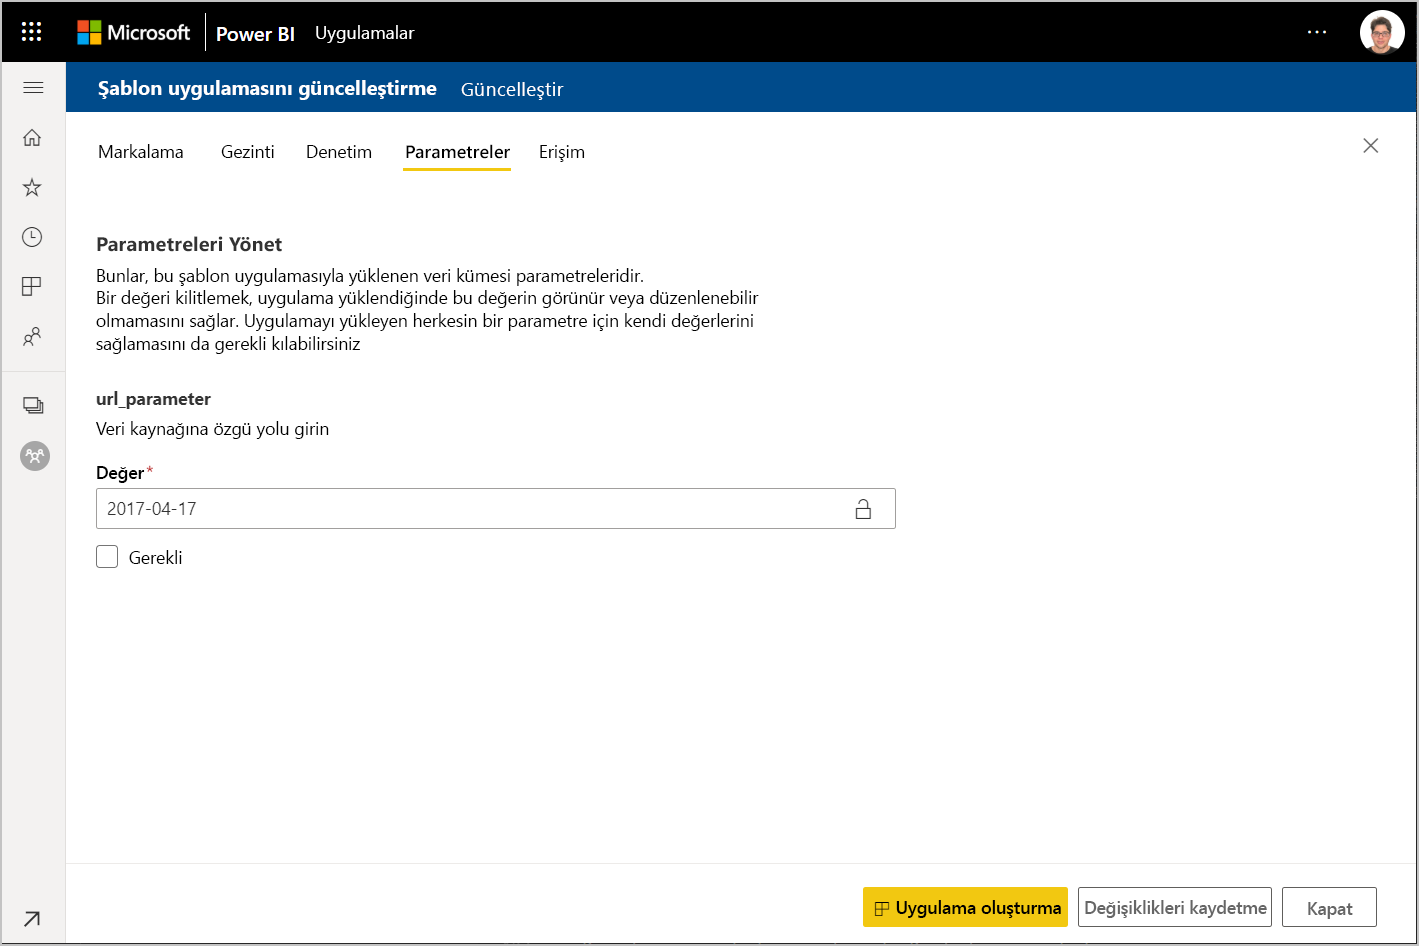 Microsoft Power BI Uygulamalar
Şablon uygulamasını güncelleştirme Güncelleştir
Markalama Gezinti Denetim Parametreler Erişim
Parametreleri Yönet
Bunlar, bu şablon uygulamasıyla yüklenen veri kümesi parametreleridir.
Bir değeri kilitlemek, uygulama yüklendiğinde bu değerin görünür veya düzenlenebilir
olmamasını sağlar. Uygulamayı yükleyen herkesin bir parametre için kendi değerlerini
sağlamasını da gerekli kılabilirsiniz
url_parameter
Veri kaynağına özgü yolu girin
Değer*
2017-04-17
Gerekli
Uygulama oluşturma Değişiklikleri kaydetme Kapat